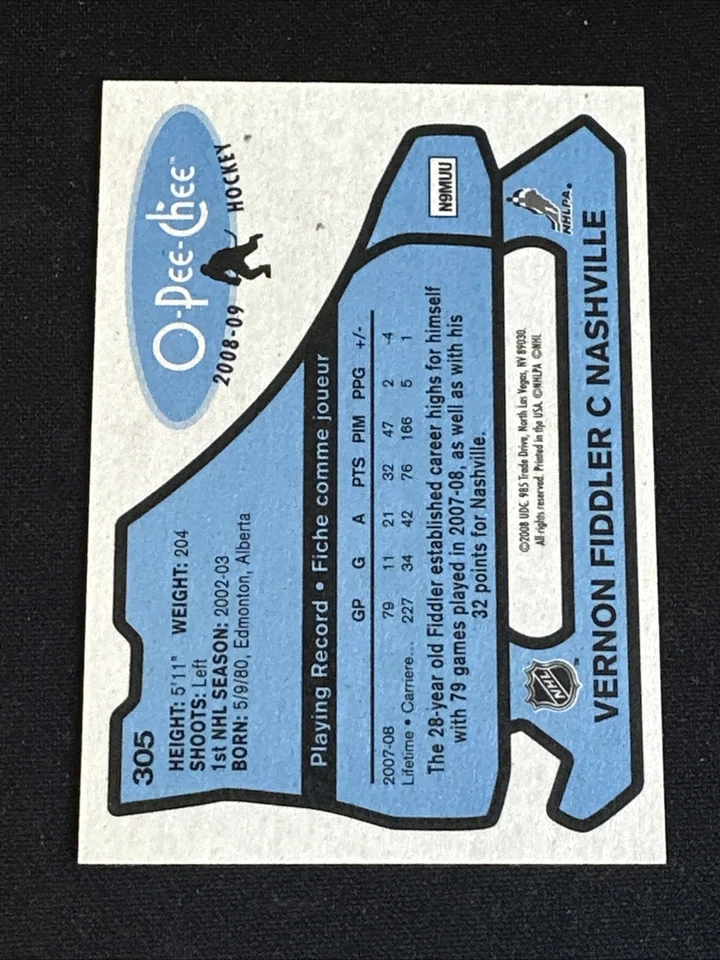 305
HEIGHT: 5'11" WEIGHT: 204
SHOOTS: Left
1st NHL SEASON: 2002-03
BORN: 5/9/80, Edmonton, Alberta
O-Pee-Chee™
2008-09 HOCKEY
Playing Record • Fiche comme joueur
GP G A PTS PIM PPG +/-
2007-08 79 11 21 32 47 2 -4
Lifetime • Carriere... 227 34 42 76 166 5 1
The 28-year old Fiddler established career highs for himself
with 79 games played in 2007-08, as well as with his
32 points for Nashville.
N9MUU
©2008 UDC 985 Trade Drive, North Las Vegas, NV 89030.
All rights reserved. Printed in the USA ©NHLPA ©NHL
NHL™
NHLPA®
VERNON FIDDLER C NASHVILLE